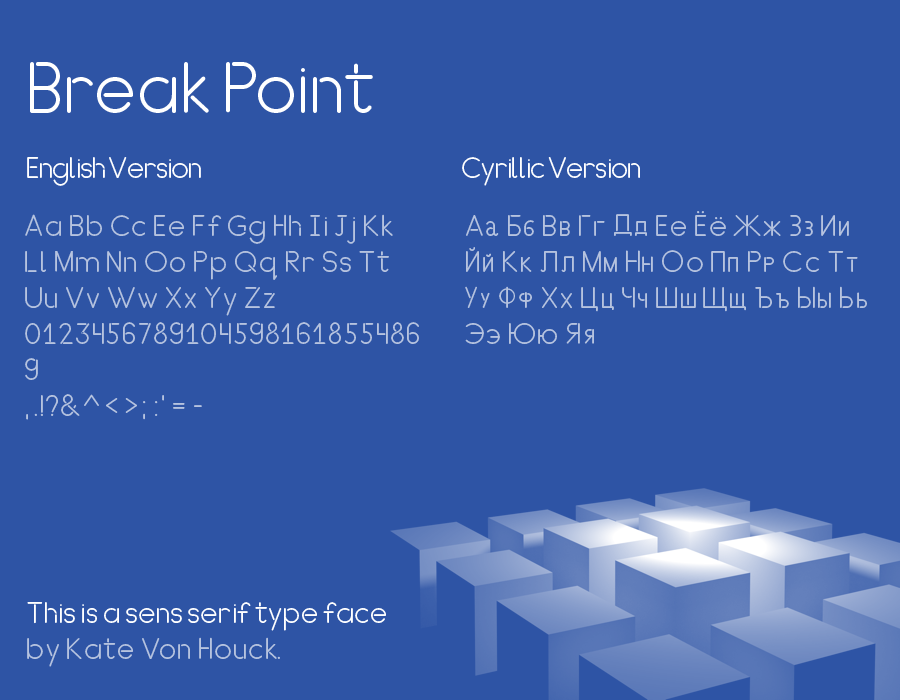 Break Point
English Version
Aa Bb Cc Ee Ff Gg Hh Ii Jj Kk
Ll Mm Nn Oo Pp Qq Rr Ss Tt
Uu Vv Ww Xx Yy Zz
0123456789104598161855486
9
,.!?&^<>;:'=-
Cyrillic Version
Аа Бб Вв Гг Дд Ее Ёё Жж Зз Ии
Йй Кк Лл Мм Нн Оо Пп Рр Сс Тт
Уу Фф Хх Цц Чч Шш Щщ Ъъ Ыы Ьь
Ээ Юю Яя
This is a sens serif type face
by Kate Von Houck.